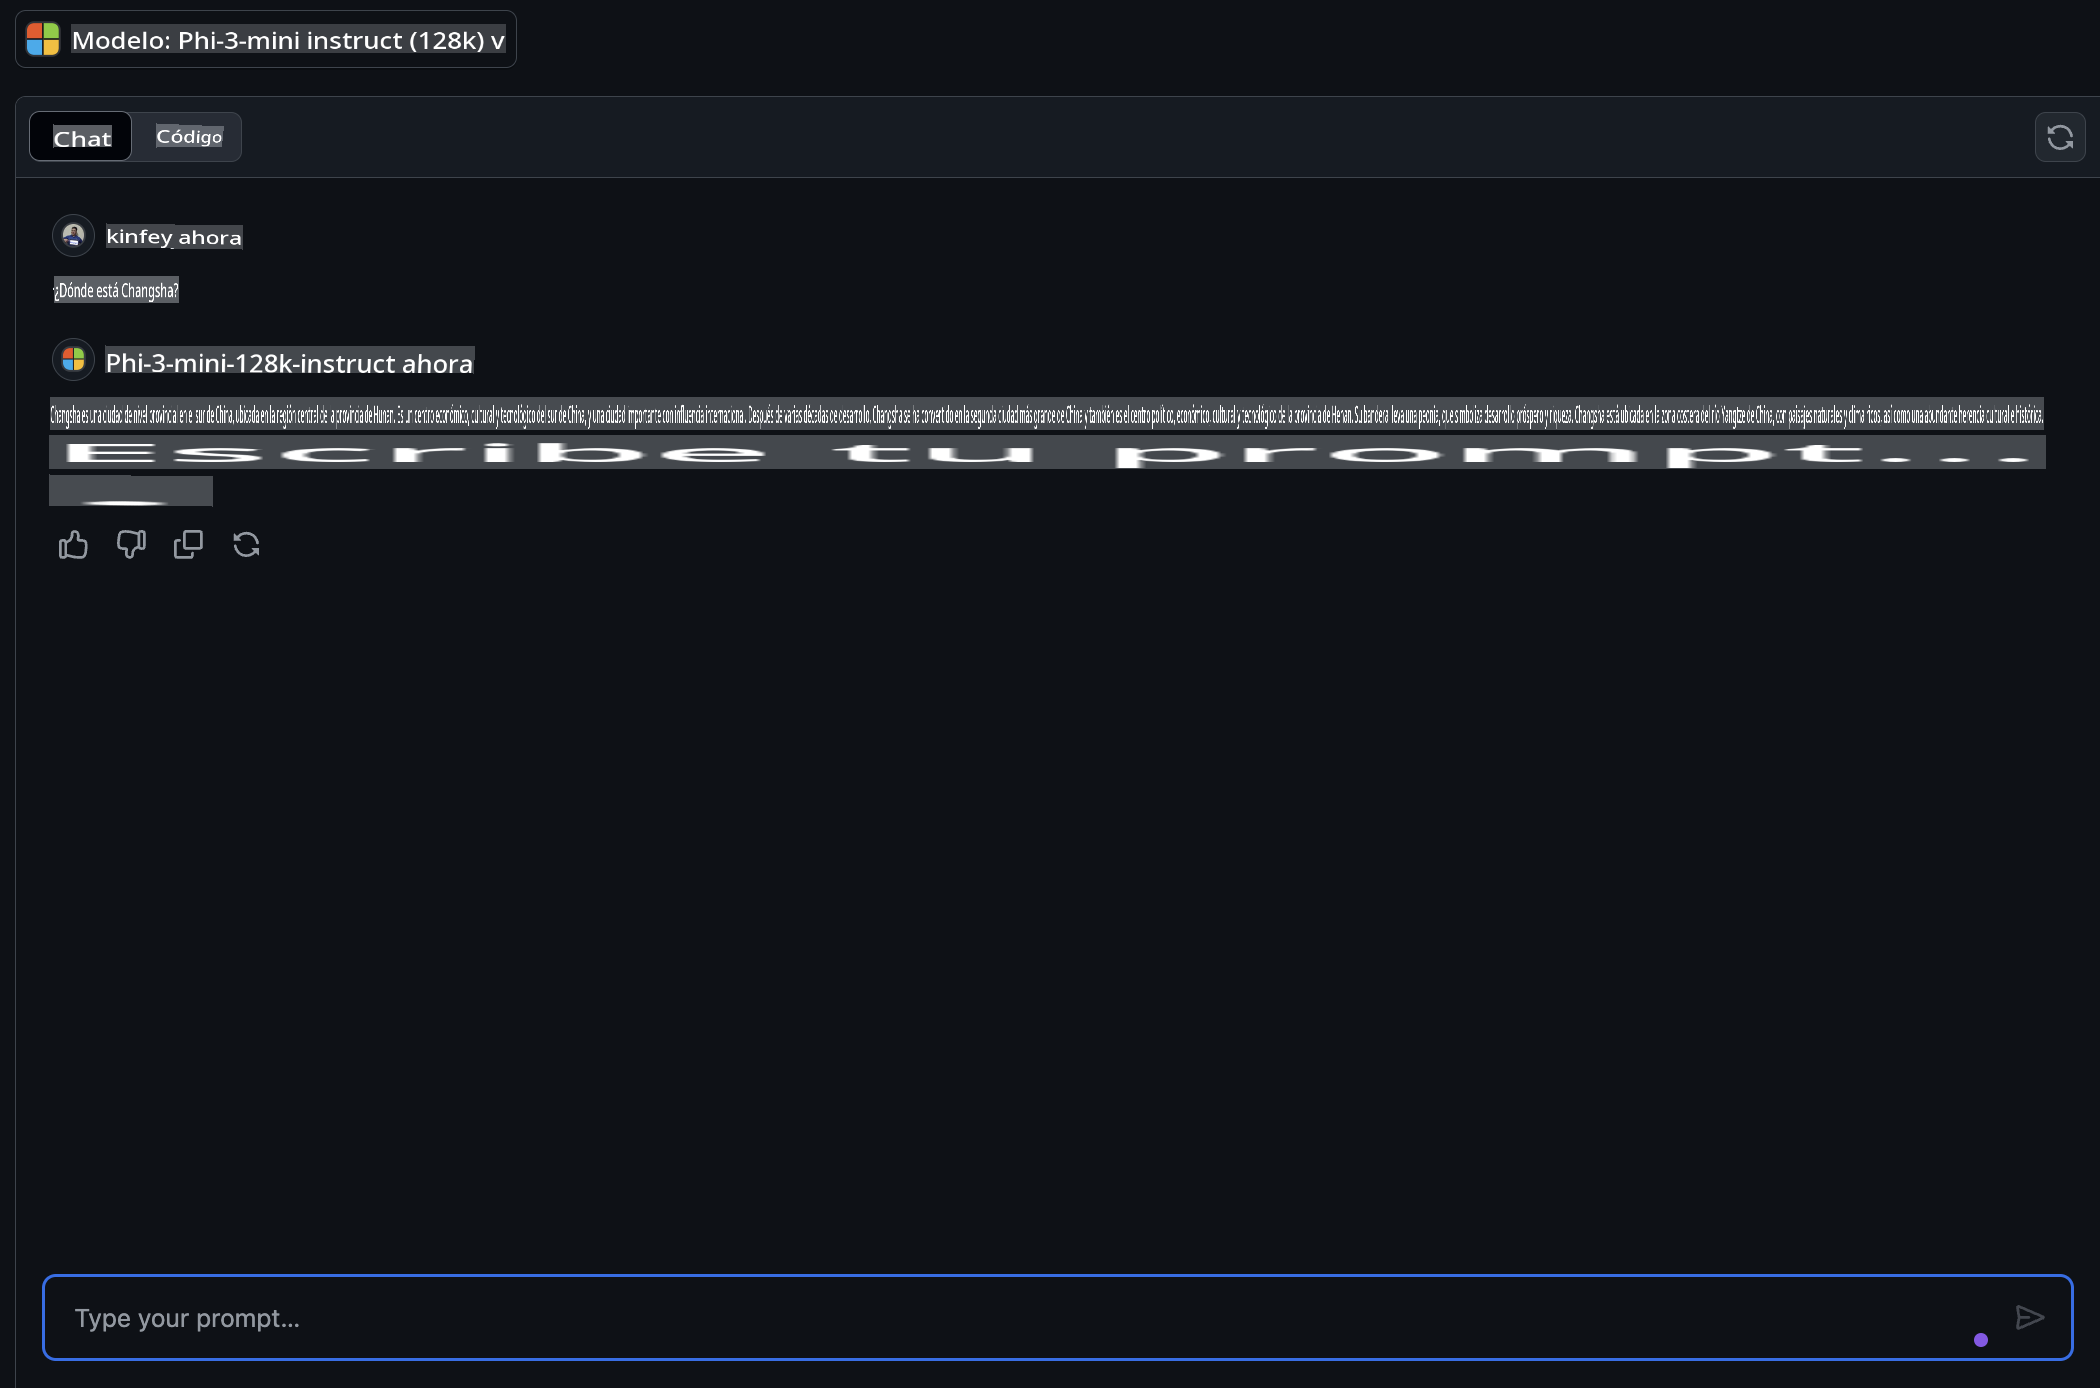 Modelo: Phi-3-mini instruct (128k) v
Chat
Código
kinfey ahora
¿Dónde está Changsha?
Phi-3-mini-128k-instruct ahora
Changsha es una ciudad de nivel provincial en el sur de China, ubicada en la región central de la provincia de Hunan. Es un centro económico, cultural y tecnológico del sur de China, y una ciudad importante con influencia internacional. Después de varias décadas de desarrollo, Changsha se ha convertido en la segunda ciudad más grande de China y también es el centro político, económico, cultural y tecnológico de la provincia de Henan. Su bandera lleva una peonía, que simboliza desarrollo próspero y riqueza. Changsha está ubicada en la zona costera del río Yangtze de China, con paisajes naturales y clima ricos, así como una abundante herencia cultural e histórica.
Escribe tu prompt...
Type your prompt...